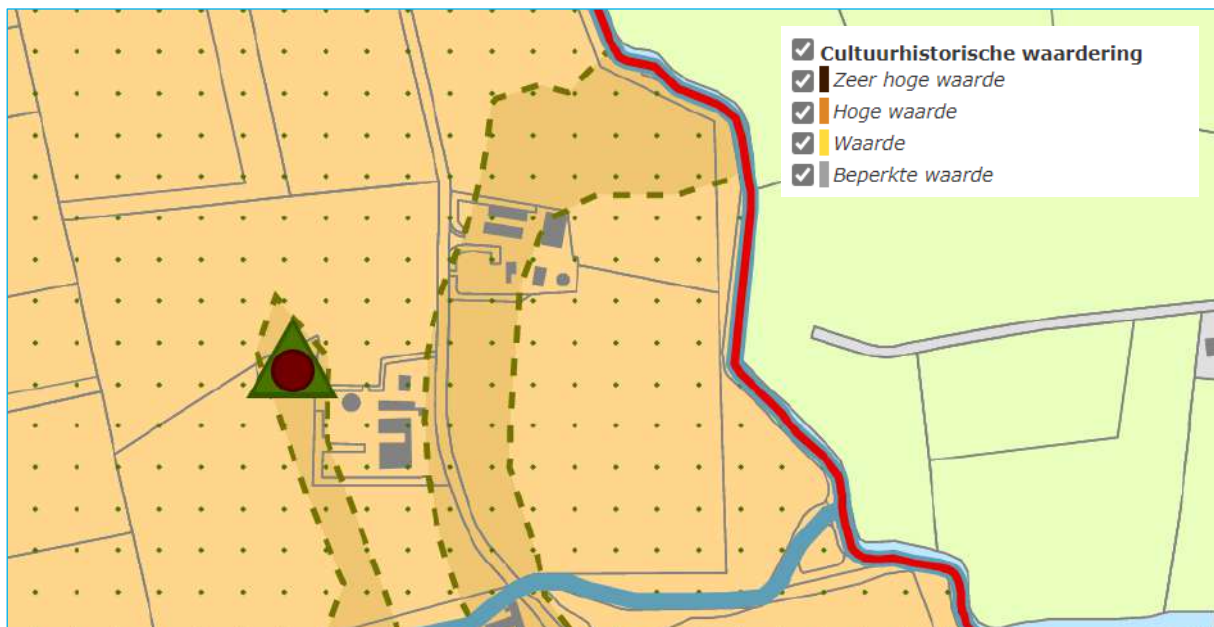 Cultuurhistorische waardering
Zeer hoge waarde
Hoge waarde
Waarde
Beperkte waarde